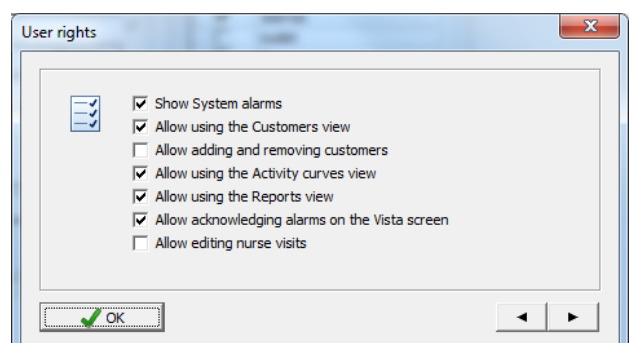 User rights
Show System alarms
Allow using the Customers view
Allow adding and removing customers
Allow using the Activity curves view
Allow using the Reports view
Allow acknowledging alarms on the Vista screen
Allow editing nurse visits
OK